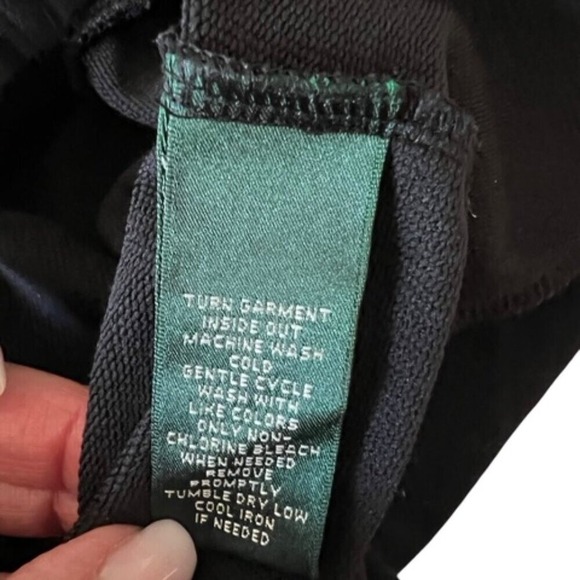 TURN GARMENT
INSIDE OUT
MACHINE WASH
COLD
GENTLE CYCLE
WASH WITH
LIKE COLORS
ONLY NON-
CHLORINE BLEACH
WHEN NEEDED
REMOVE
PROMPTLY
TUMBLE DRY LOW
COOL IRON
IF NEEDED